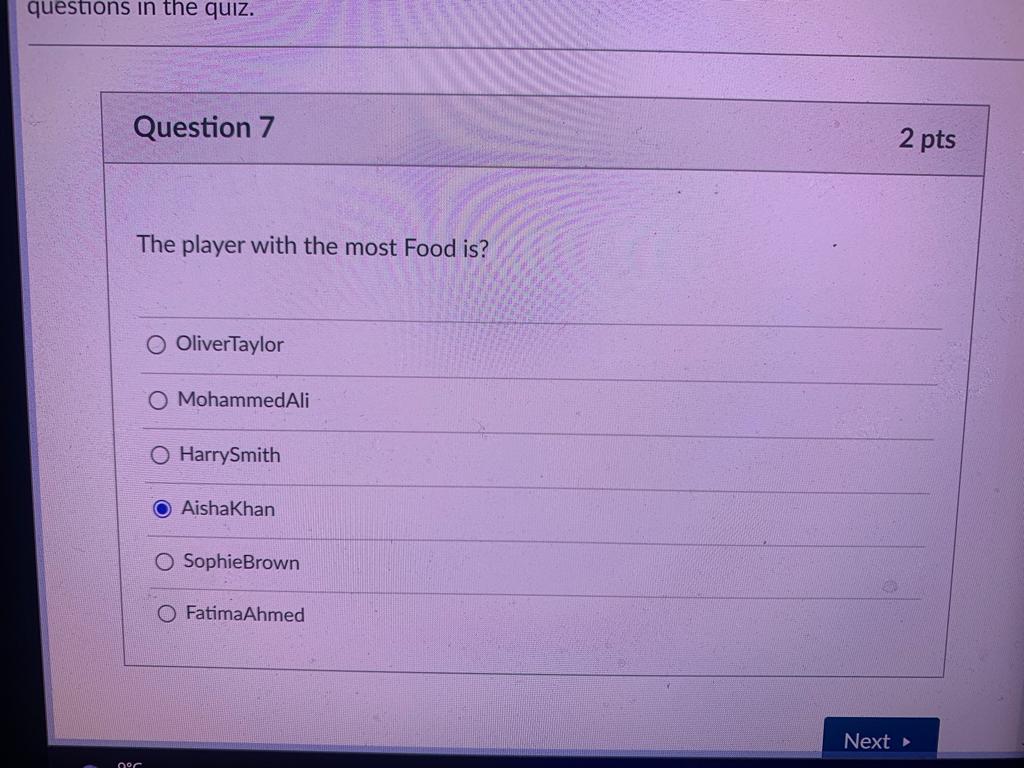 questions in the quiz.
Question 7
2 pts
The player with the most Food is?
OliverTaylor
MohammedAli
HarrySmith
AishaKhan
SophieBrown
FatimaAhmed
Next